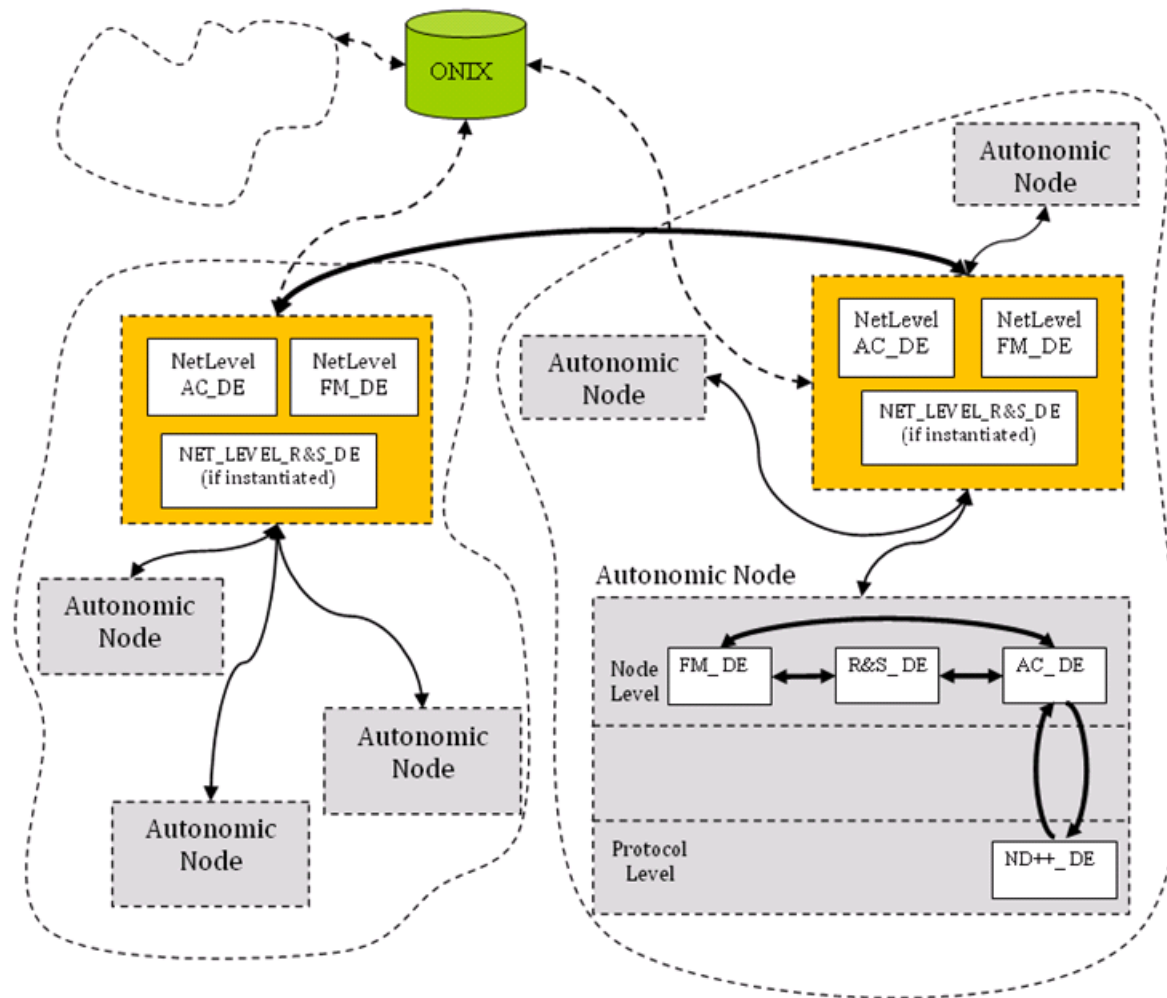 ONIX
Autonomic
Node
NetLevel
AC_DE
NetLevel
FM_DE
NET_LEVEL_R&S_DE
(if instantiated)
Autonomic
Node
Autonomic
Node
Autonomic
Node
Autonomic
Node
NetLevel
AC_DE
NetLevel
FM_DE
NET_LEVEL_R&S_DE
(if instantiated)
Autonomic Node
Node
Level
FM_DE
R&S_DE
AC_DE
Protocol
Level
ND++_DE